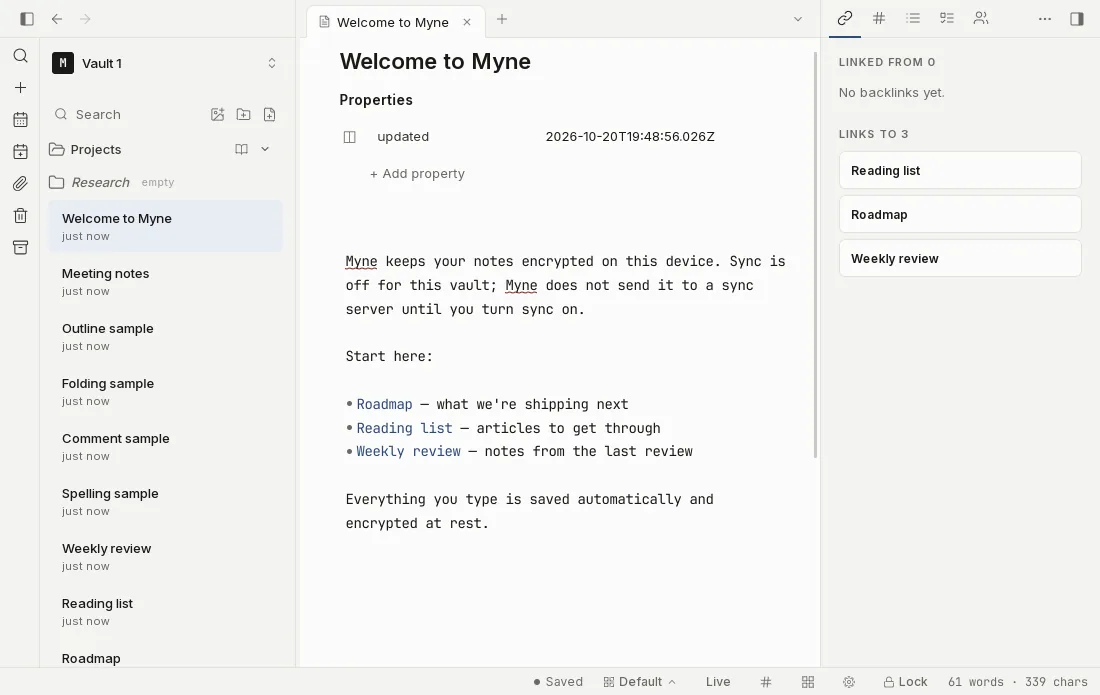 Welcome to Myne
M Vault 1
Search
Projects
Research empty
Welcome to Myne
just now
Meeting notes
just now
Outline sample
just now
Folding sample
just now
Comment sample
just now
Spelling sample
just now
Weekly review
just now
Reading list
just now
Roadmap
Welcome to Myne
Properties
updated 2026-10-20T19:48:56.026Z
+ Add property
Myne keeps your notes encrypted on this device. Sync is
off for this vault; Myne does not send it to a sync
server until you turn sync on.
Start here:
• Roadmap — what we're shipping next
• Reading list — articles to get through
• Weekly review — notes from the last review
Everything you type is saved automatically and
encrypted at rest.
LINKED FROM 0
No backlinks yet.
LINKS TO 3
Reading list
Roadmap
Weekly review
Saved Default Live Lock 61 words · 339 chars